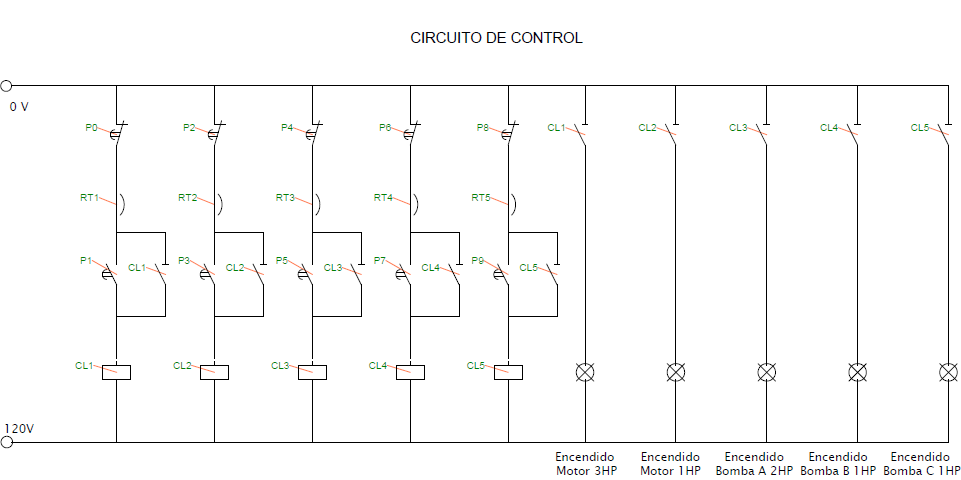 CIRCUITO DE CONTROL
0 V
P0 P2 P4 P6 P8 CL1 CL2 CL3 CL4 CL5
RT1 RT2 RT3 RT4 RT5
P1 CL1 P3 CL2 P5 CL3 P7 CL4 P9 CL5
CL1 CL2 CL3 CL4 CL5
120V
Encendido Encendido Encendido Encendido Encendido
Motor 3HP Motor 1HP Bomba A 2HP Bomba B 1HP Bomba C 1HP